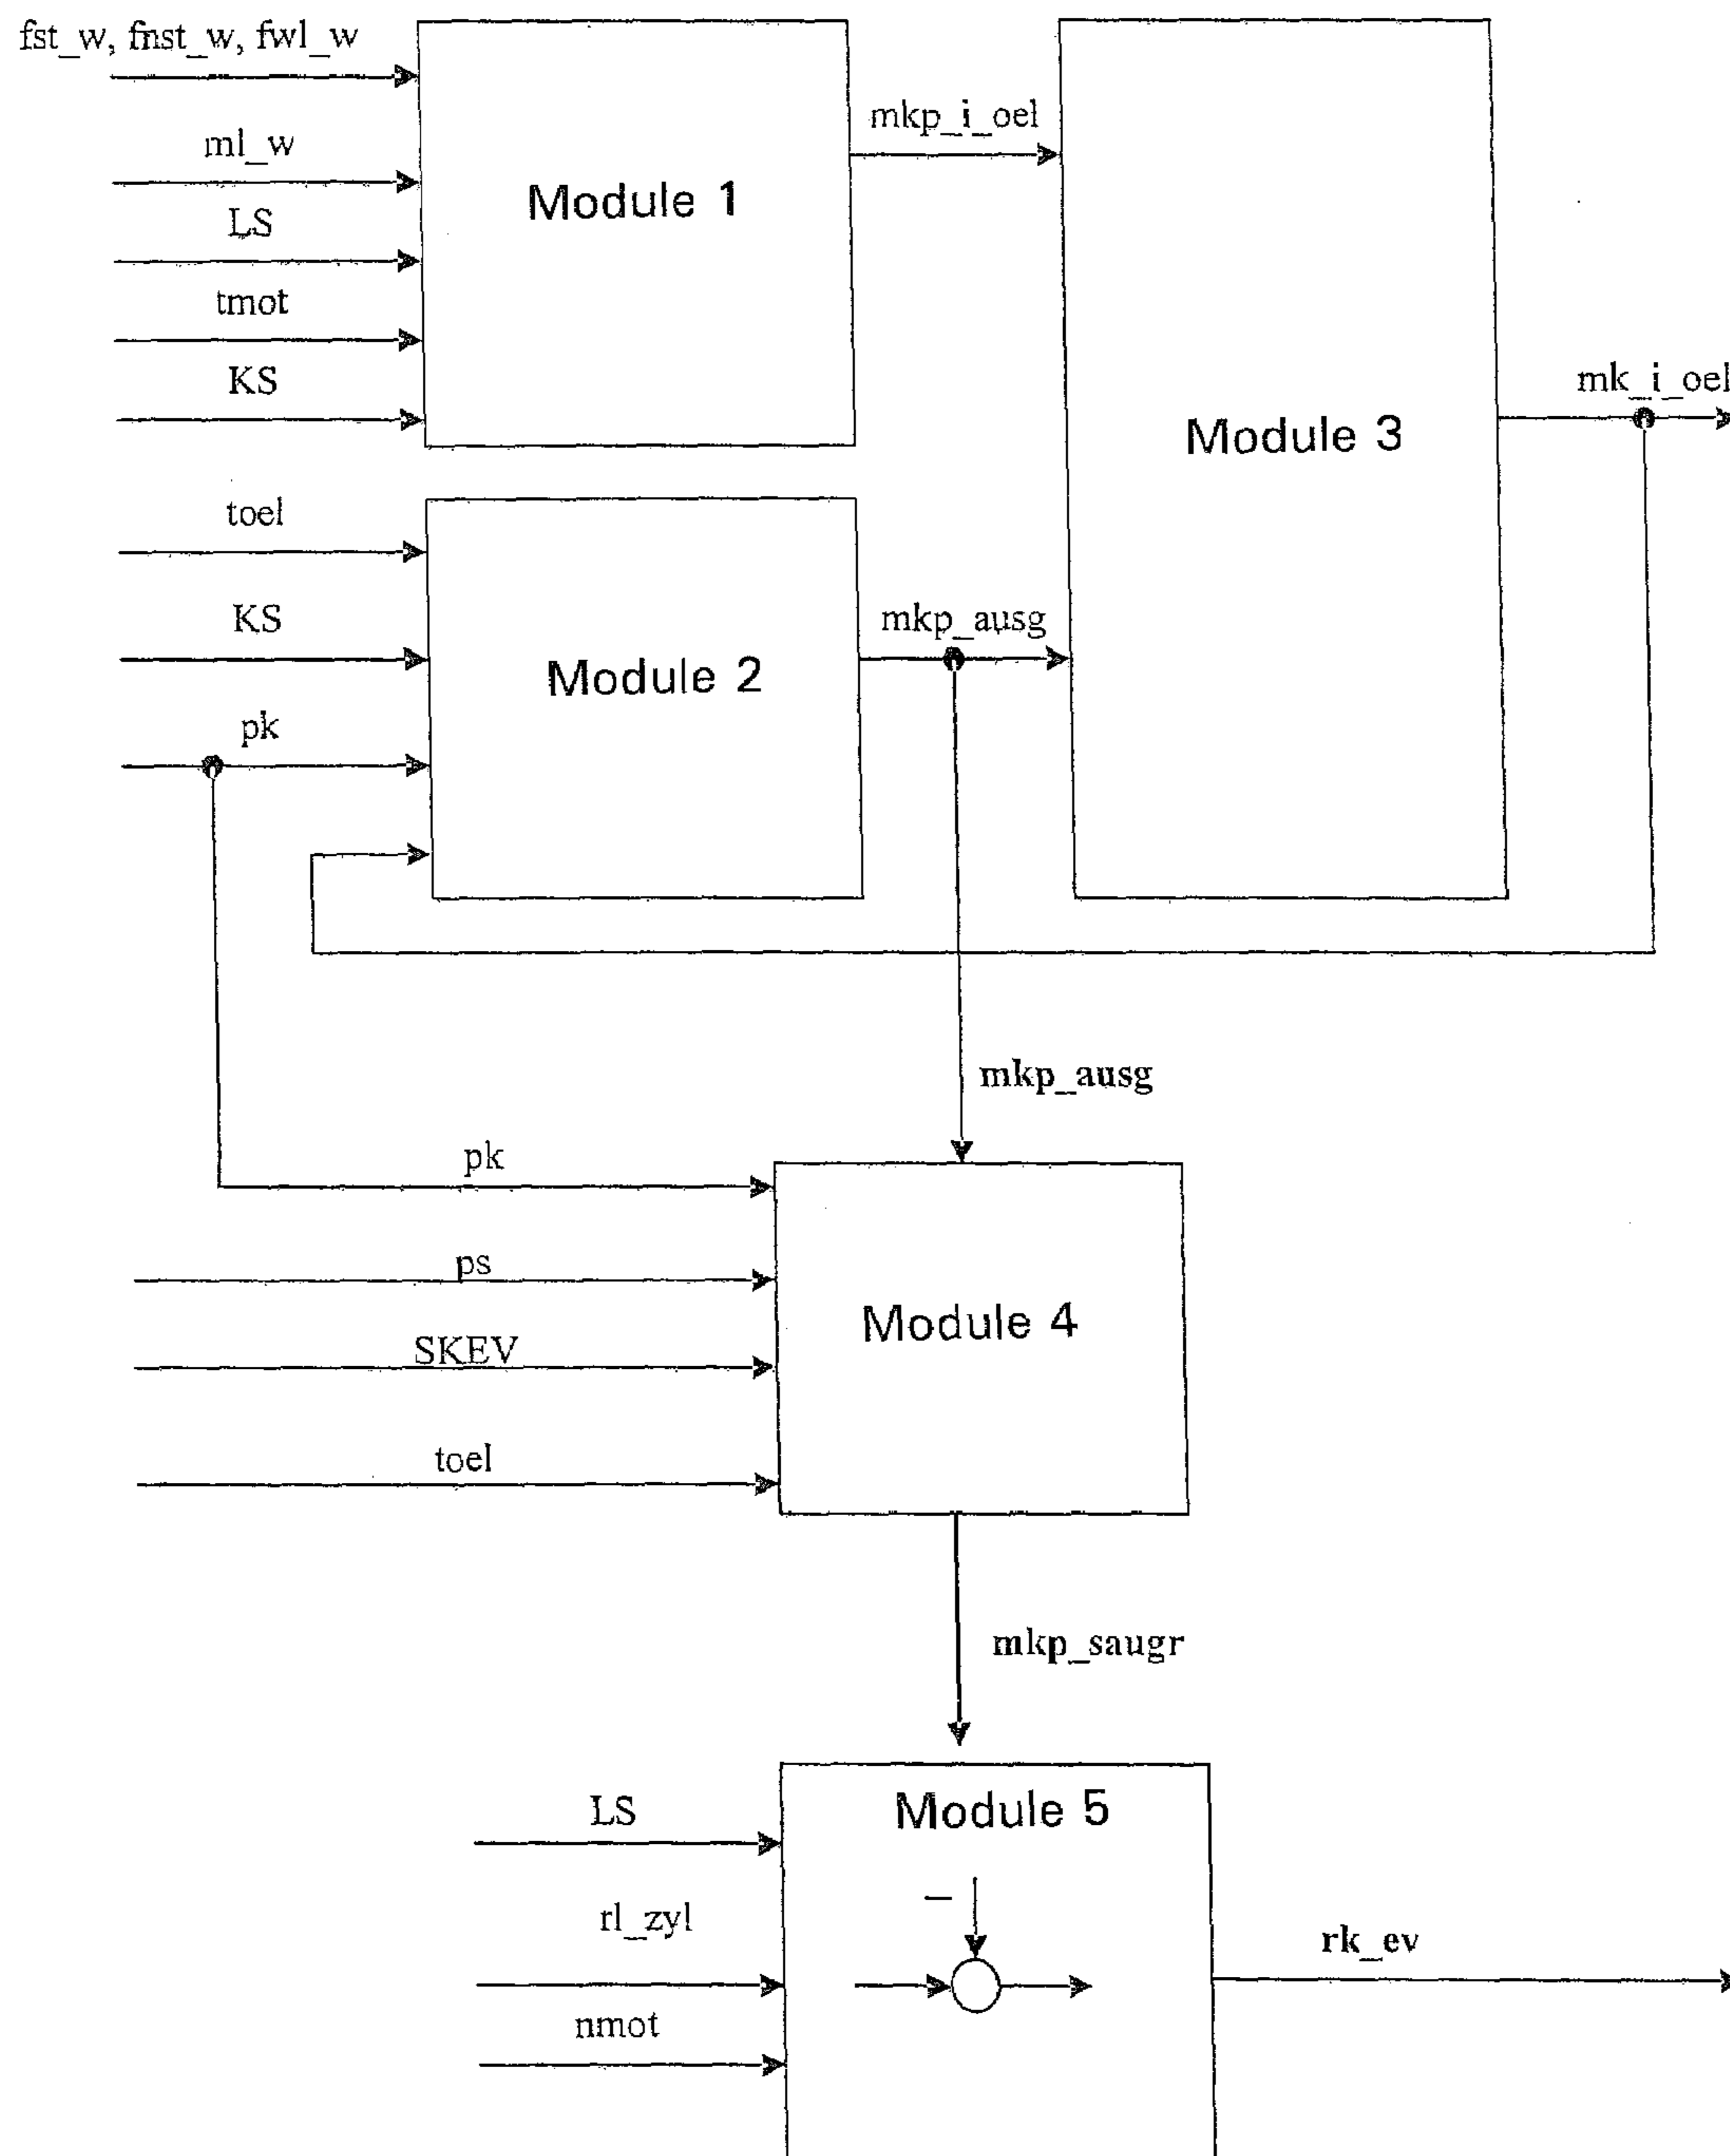 fst_w, fnst_w, fwl_w
ml_w
LS
tmot
KS
Module 1
mkp_i_oel
Module 3
mk_i_oel
toel
KS
pk
Module 2
mkp_ausg
mkp_ausg
pk
ps
SKEV
toel
Module 4
mkp_saugr
LS
rl_zyl
nmot
Module 5
–
rk_ev